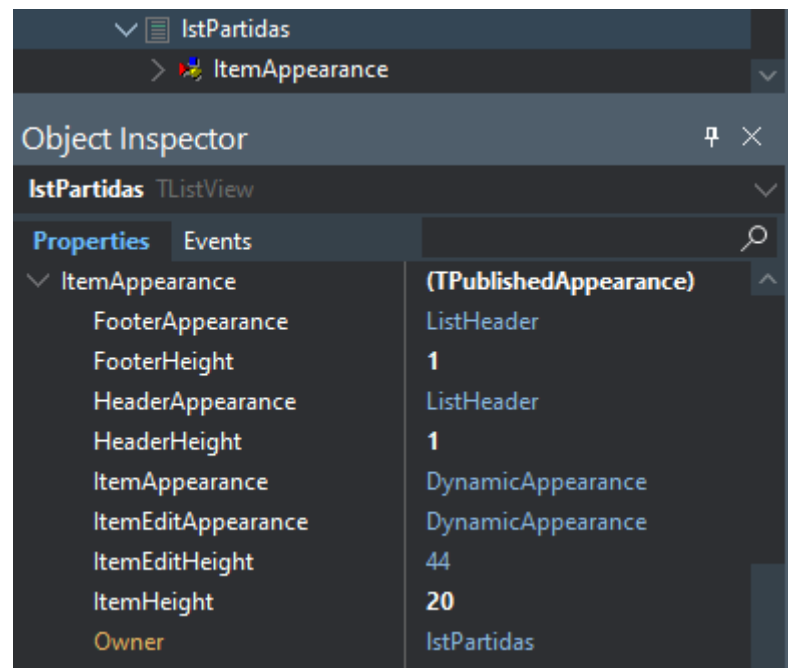 lstPartidas
ItemAppearance
Object Inspector
lstPartidas TListView
Properties Events
ItemAppearance (TPublishedAppearance)
FooterAppearance ListHeader
FooterHeight 1
HeaderAppearance ListHeader
HeaderHeight 1
ItemAppearance DynamicAppearance
ItemEditAppearance DynamicAppearance
ItemEditHeight 44
ItemHeight 20
Owner lstPartidas